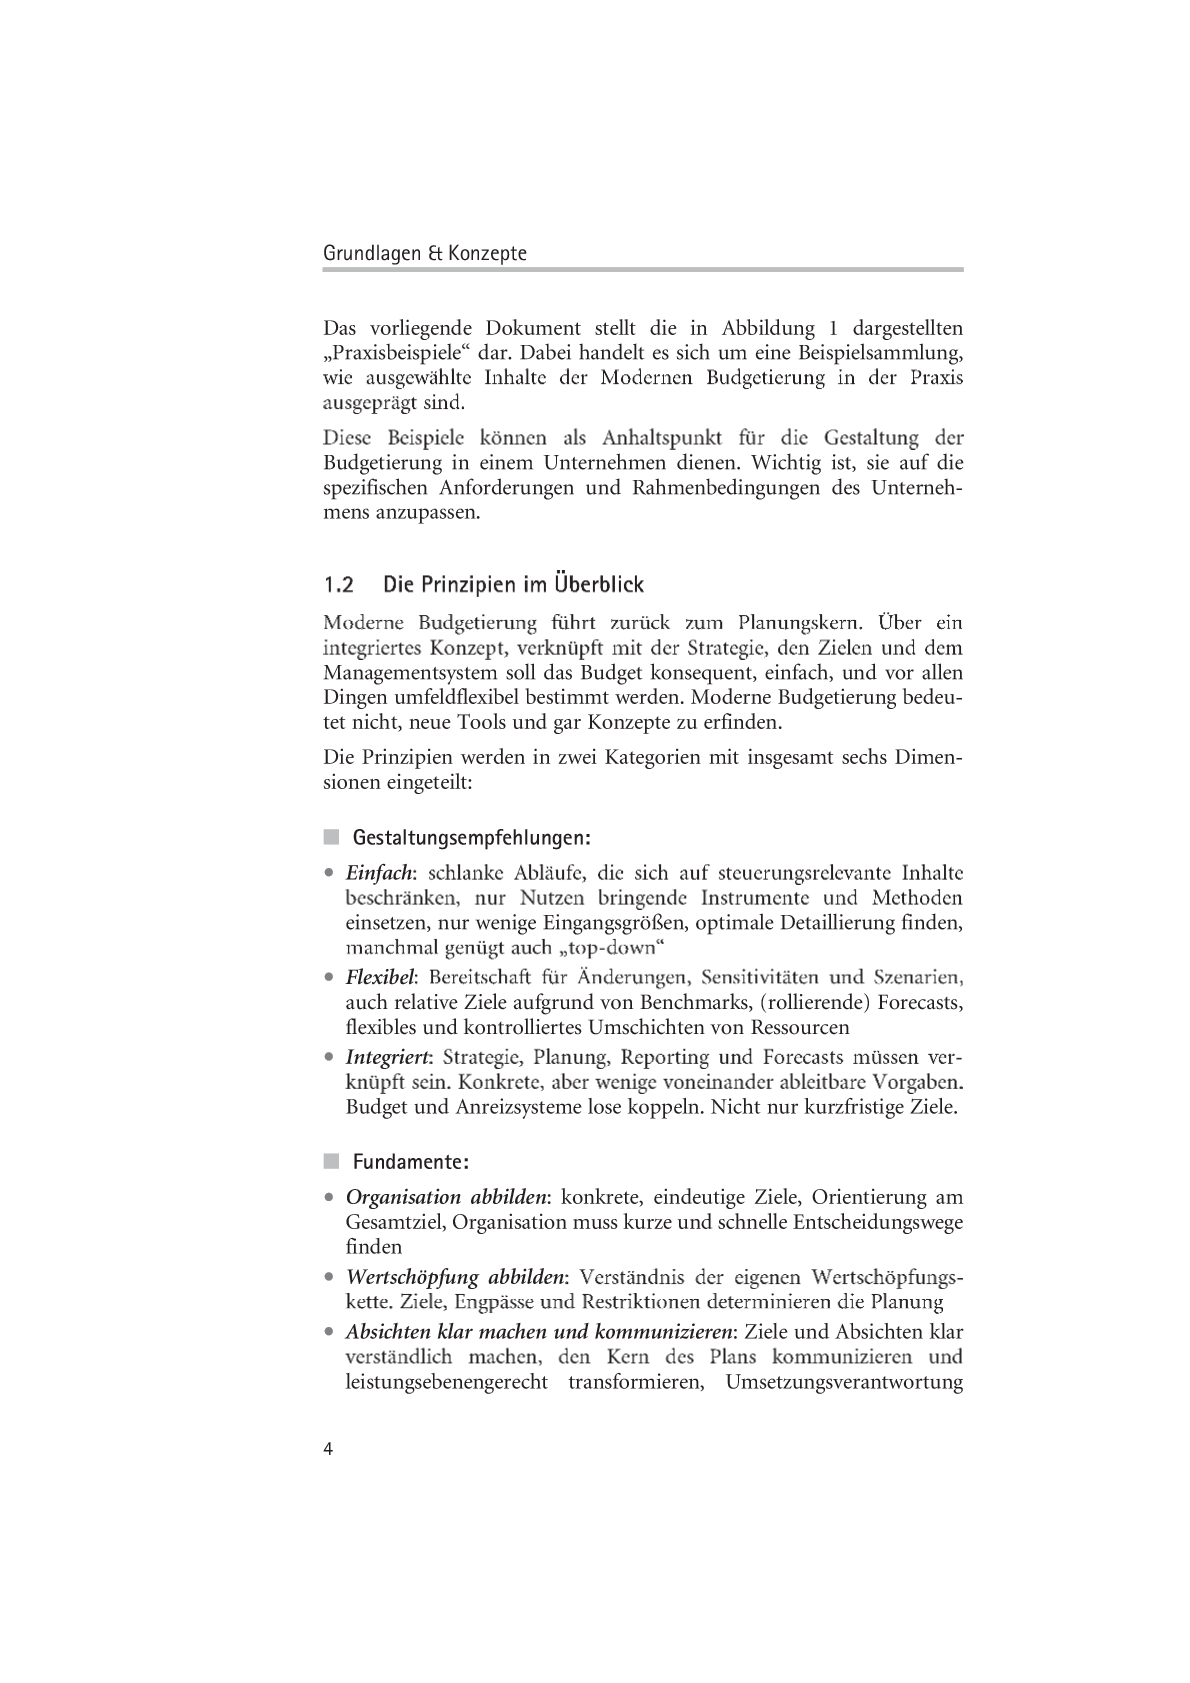 Grundlagen & Konzepte
Das vorliegende Dokument stellt die in Abbildung 1 dargestellten
„Praxisbeispiele“ dar. Dabei handelt es sich um eine Beispielsammlung,
wie ausgewählte Inhalte der Modernen Budgetierung in der Praxis
ausgeprägt sind.
Diese Beispiele können als Anhaltspunkt für die Gestaltung der
Budgetierung in einem Unternehmen dienen. Wichtig ist, sie auf die
spezifischen Anforderungen und Rahmenbedingungen des Unterneh-
mens anzupassen.
1.2 Die Prinzipien im Überblick
Moderne Budgetierung führt zurück zum Planungskern. Über ein
integriertes Konzept, verknüpft mit der Strategie, den Zielen und dem
Managementsystem soll das Budget konsequent, einfach, und vor allen
Dingen umfeldflexibel bestimmt werden. Moderne Budgetierung bedeu-
tet nicht, neue Tools und gar Konzepte zu erfinden.
Die Prinzipien werden in zwei Kategorien mit insgesamt sechs Dimen-
sionen eingeteilt:
■ Gestaltungsempfehlungen:
• Einfach: schlanke Abläufe, die sich auf steuerungsrelevante Inhalte
beschränken, nur Nutzen bringende Instrumente und Methoden
einsetzen, nur wenige Eingangsgrößen, optimale Detaillierung finden,
manchmal genügt auch „top-down“
• Flexibel: Bereitschaft für Änderungen, Sensitivitäten und Szenarien,
auch relative Ziele aufgrund von Benchmarks, (rollierende) Forecasts,
flexibles und kontrolliertes Umschichten von Ressourcen
• Integriert: Strategie, Planung, Reporting und Forecasts müssen ver-
knüpft sein. Konkrete, aber wenige voneinander ableitbare Vorgaben.
Budget und Anreizsysteme lose koppeln. Nicht nur kurzfristige Ziele.
■ Fundamente:
• Organisation abbilden: konkrete, eindeutige Ziele, Orientierung am
Gesamtziel, Organisation muss kurze und schnelle Entscheidungswege
finden
• Wertschöpfung abbilden: Verständnis der eigenen Wertschöpfungs-
kette. Ziele, Engpässe und Restriktionen determinieren die Planung
• Absichten klar machen und kommunizieren: Ziele und Absichten klar
verständlich machen, den Kern des Plans kommunizieren und
leistungsebenengerecht transformieren, Umsetzungsverantwortung
4